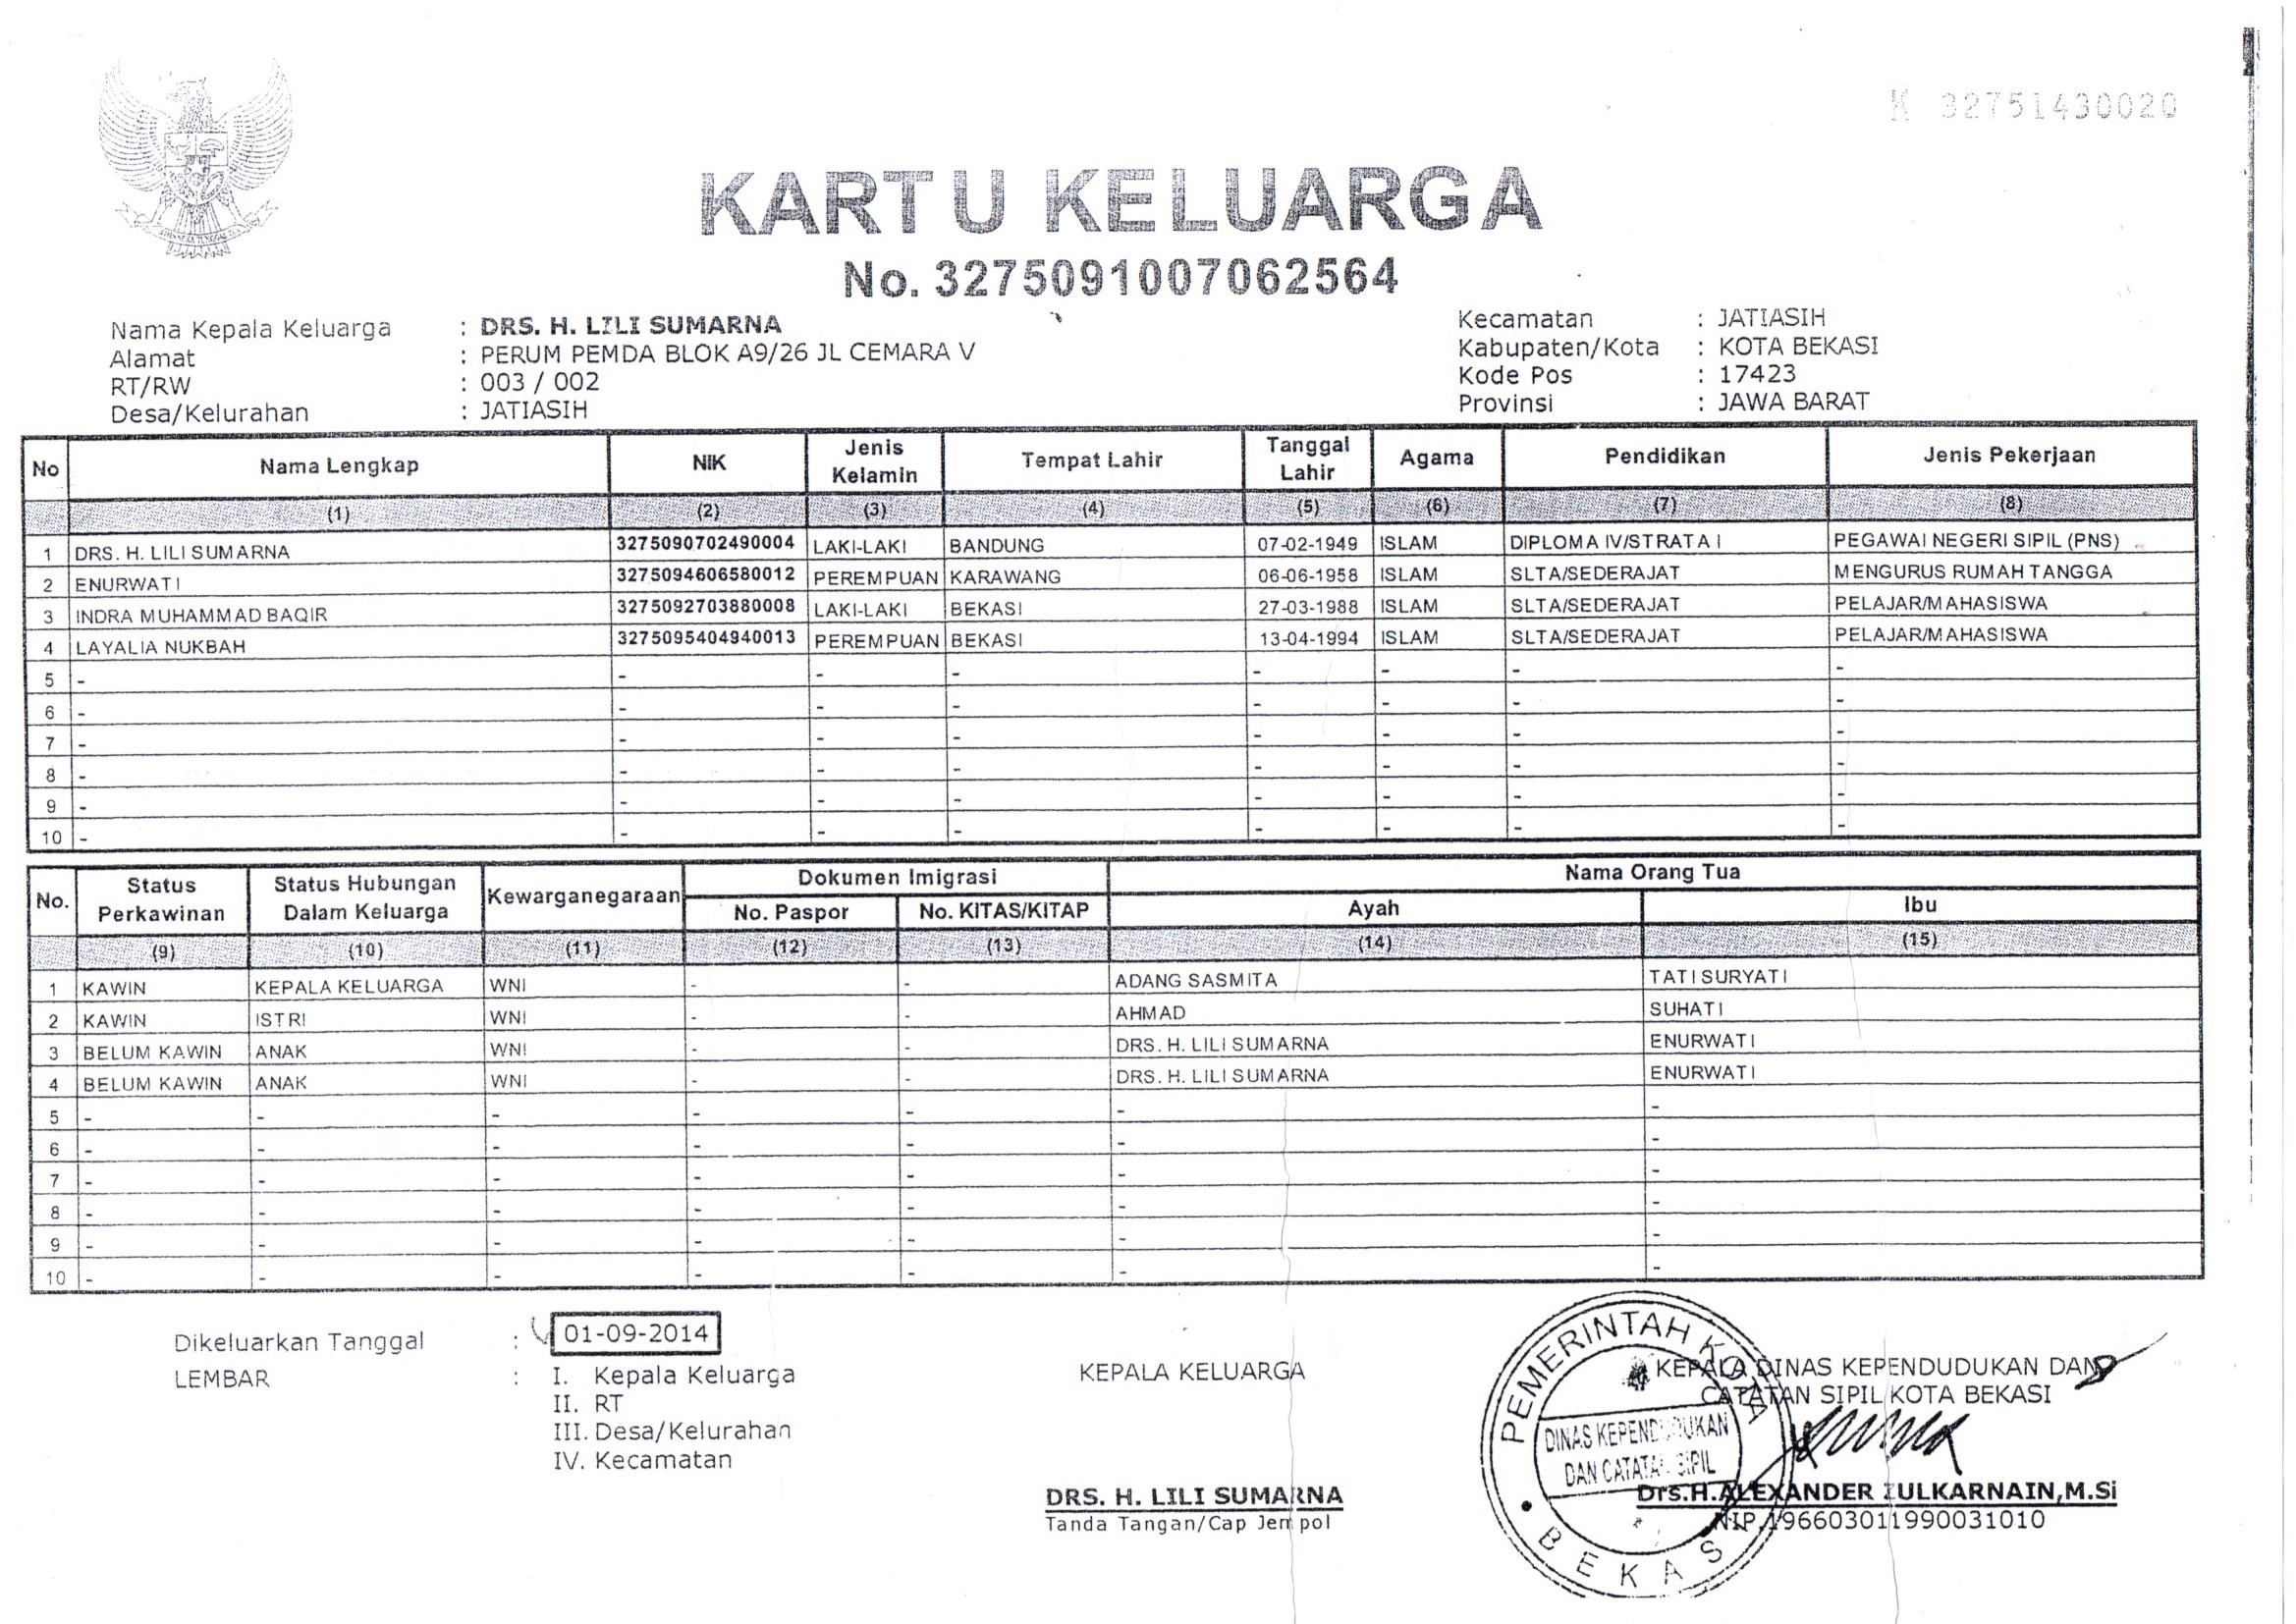 K 32751430020
KARTU KELUARGA
No. 3275091007062564
Nama Kepala Keluarga : DRS. H. LILI SUMARNA
Alamat : PERUM PEMDA BLOK A9/26 JL CEMARA V
RT/RW : 003 / 002
Desa/Kelurahan : JATIASIH
Kecamatan : JATIASIH
Kabupaten/Kota : KOTA BEKASI
Kode Pos : 17423
Provinsi : JAWA BARAT
No Nama Lengkap NIK Jenis Kelamin Tempat Lahir Tanggal Lahir Agama Pendidikan Jenis Pekerjaan
(1) (2) (3) (4) (5) (6) (7) (8)
1 DRS. H. LILI SUMARNA 3275090702490004 LAKI-LAKI BANDUNG 07-02-1949 ISLAM DIPLOMA IV/STRATA I PEGAWAI NEGERI SIPIL (PNS)
2 ENURWATI 3275094606580012 PEREMPUAN KARAWANG 06-06-1958 ISLAM SLTA/SEDERAJAT MENGURUS RUMAH TANGGA
3 INDRA MUHAMMAD BAQIR 3275092703880008 LAKI-LAKI BEKASI 27-03-1988 ISLAM SLTA/SEDERAJAT PELAJAR/MAHASISWA
4 LAYALIA NUKBAH 3275095404940013 PEREMPUAN BEKASI 13-04-1994 ISLAM SLTA/SEDERAJAT PELAJAR/MAHASISWA
5 - - - - - - - -
6 - - - - - - - -
7 - - - - - - - -
8 - - - - - - - -
9 - - - - - - - -
10 - - - - - - - -
No. Status Perkawinan Status Hubungan Dalam Keluarga Kewarganegaraan Dokumen Imigrasi Nama Orang Tua
No. Paspor No. KITAS/KITAP Ayah Ibu
(9) (10) (11) (12) (13) (14) (15)
1 KAWIN KEPALA KELUARGA WNI - - ADANG SASMITA TATI SURYATI
2 KAWIN ISTRI WNI - - AHMAD SUHATI
3 BELUM KAWIN ANAK WNI - - DRS. H. LILI SUMARNA ENURWATI
4 BELUM KAWIN ANAK WNI - - DRS. H. LILI SUMARNA ENURWATI
5 - - - - - - -
6 - - - - - - -
7 - - - - - - -
8 - - - - - - -
9 - - - - - - -
10 - - - - - - -
Dikeluarkan Tanggal : 01-09-2014
LEMBAR : I. Kepala Keluarga
II. RT
III. Desa/Kelurahan
IV. Kecamatan
KEPALA KELUARGA
DRS. H. LILI SUMARNA
Tanda Tangan/Cap Jempol
KEPALA DINAS KEPENDUDUKAN DAN
CATATAN SIPIL KOTA BEKASI
PEMERINTAH KOTA
DINAS KEPENDUDUKAN
DAN CATATAN SIPIL
BEKASI
Drs.H.ALEXANDER ZULKARNAIN,M.Si
NIP.196603011990031010